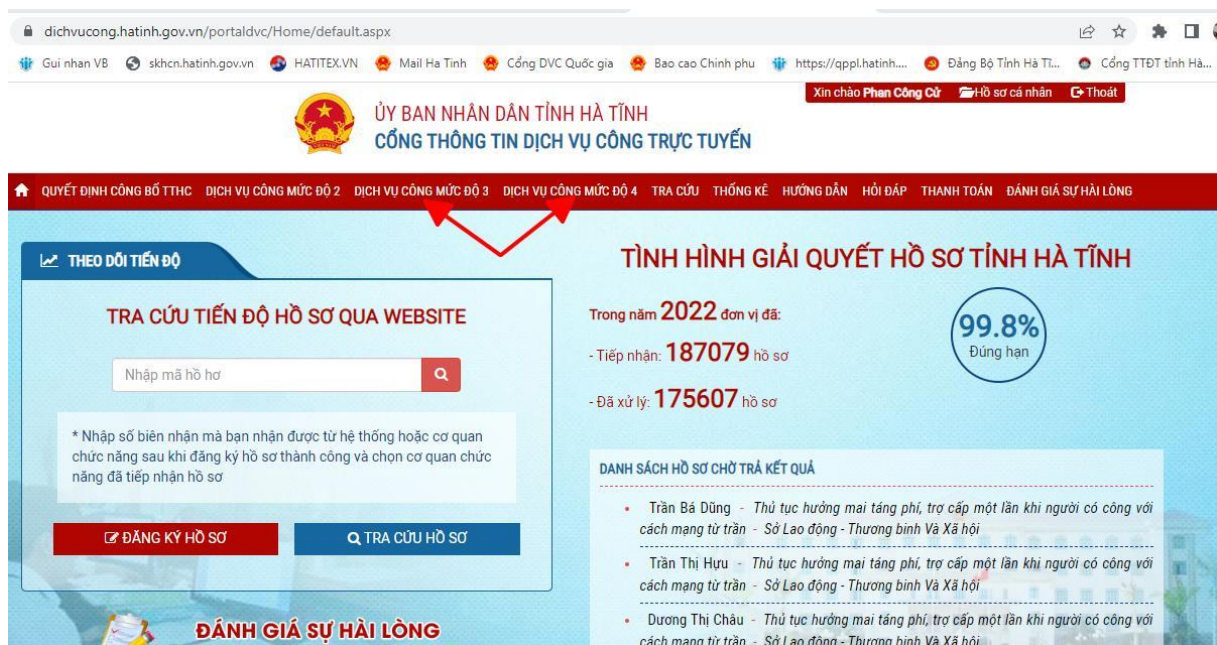 dichvucong.hatinh.gov.vn/portaldvc/Home/default.aspx
Gui nhan VB skhcn.hatinh.gov.vn HATITEX.VN Mail Ha Tinh Cổng DVC Quốc gia Bao cao Chinh phu https://qppl.hatinh.... Đảng Bộ Tỉnh Hà Tĩ... Cổng TTĐT tỉnh Hà...
Xin chào Phan Công Cử Hồ sơ cá nhân Thoát
ỦY BAN NHÂN DÂN TỈNH HÀ TĨNH
CỔNG THÔNG TIN DỊCH VỤ CÔNG TRỰC TUYẾN
QUYẾT ĐỊNH CÔNG BỐ TTHC DỊCH VỤ CÔNG MỨC ĐỘ 2 DỊCH VỤ CÔNG MỨC ĐỘ 3 DỊCH VỤ CÔNG MỨC ĐỘ 4 TRA CỨU THỐNG KÊ HƯỚNG DẪN HỎI ĐÁP THANH TOÁN ĐÁNH GIÁ SỰ HÀI LÒNG
THEO DÕI TIẾN ĐỘ
TRA CỨU TIẾN ĐỘ HỒ SƠ QUA WEBSITE
Nhập mã hồ hơ
* Nhập số biên nhận mà bạn nhận được từ hệ thống hoặc cơ quan
chức năng sau khi đăng ký hồ sơ thành công và chọn cơ quan chức
năng đã tiếp nhận hồ sơ
ĐĂNG KÝ HỒ SƠ TRA CỨU HỒ SƠ
ĐÁNH GIÁ SỰ HÀI LÒNG
TÌNH HÌNH GIẢI QUYẾT HỒ SƠ TỈNH HÀ TĨNH
Trong năm 2022 đơn vị đã:
- Tiếp nhận: 187079 hồ sơ
- Đã xử lý: 175607 hồ sơ
99.8%
Đúng hạn
DANH SÁCH HỒ SƠ CHỜ TRẢ KẾT QUẢ
Trần Bá Dũng - Thủ tục hưởng mai táng phí, trợ cấp một lần khi người có công với
cách mạng từ trần - Sở Lao động - Thương binh Và Xã hội
Trần Thị Hựu - Thủ tục hưởng mai táng phí, trợ cấp một lần khi người có công với
cách mạng từ trần - Sở Lao động - Thương binh Và Xã hội
Dương Thị Châu - Thủ tục hưởng mai táng phí, trợ cấp một lần khi người có công với
cách mạng từ trần - Sở Lao động - Thương binh Và Xã hội